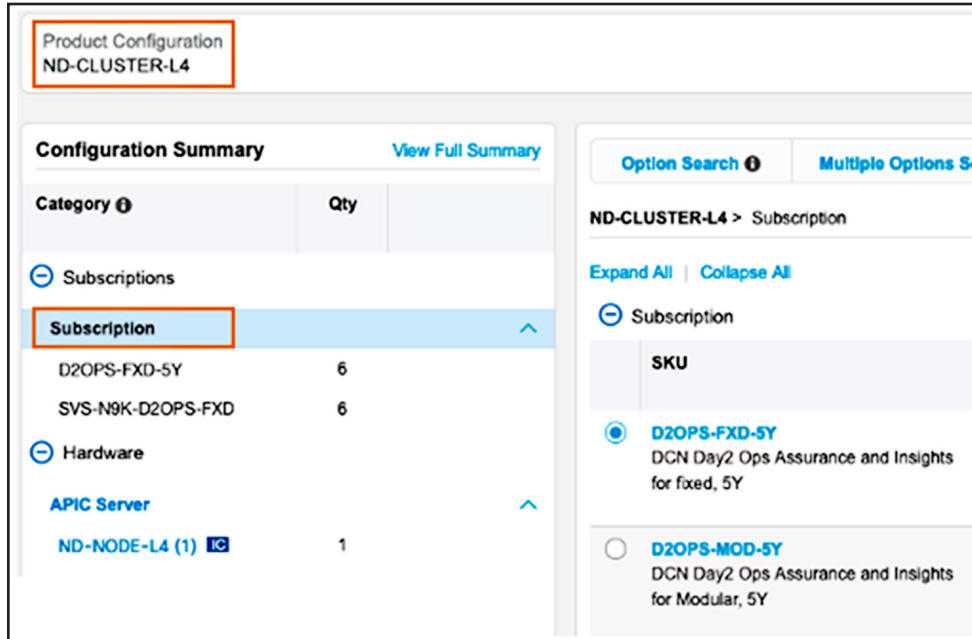 Product Configuration
ND-CLUSTER-L4
Configuration Summary
View Full Summary
Category
Qty
Subscriptions
Subscription
D2OPS-FXD-5Y
6
SVS-N9K-D2OPS-FXD
6
Hardware
APIC Server
ND-NODE-L4 (1) IC
1
Option Search
Multiple Options
ND-CLUSTER-L4 > Subscription
Expand All | Collapse All
Subscription
SKU
D2OPS-FXD-5Y
DCN Day2 Ops Assurance and Insights
for fixed, 5Y
D2OPS-MOD-5Y
DCN Day2 Ops Assurance and Insights
for Modular, 5Y